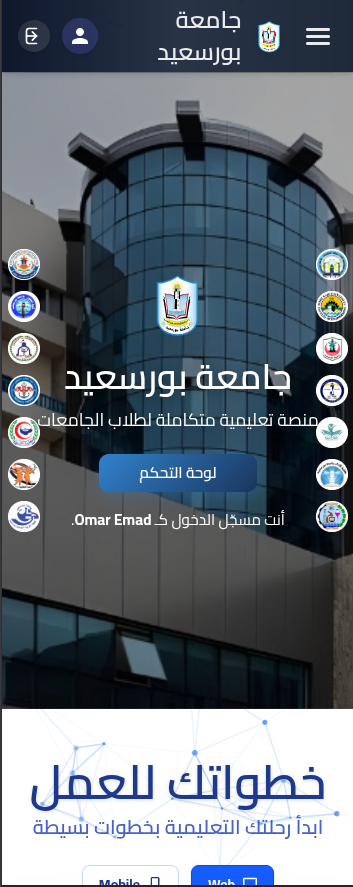 جامعة
بورسعيد
جامعة بورسعيد
منصة تعليمية متكاملة لطلاب الجامعات
لوحة التحكم
أنت مسجّل الدخول كـ Omar Emad.
خطواتك للعمل
ابدأ رحلتك التعليمية بخطوات بسيطة
Web
Mobile